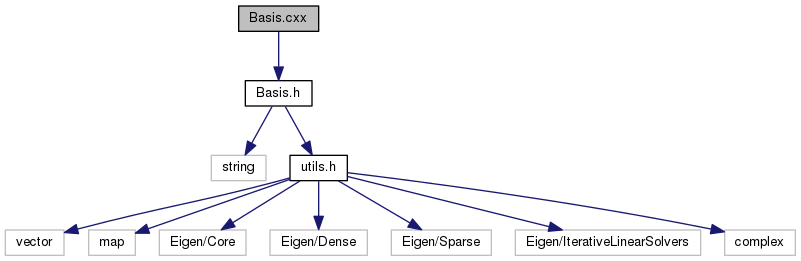 Basis.cxx
Basis.h
string
utils.h
vector
map
Eigen/Core
Eigen/Dense
Eigen/Sparse
Eigen/IterativeLinearSolvers
complex